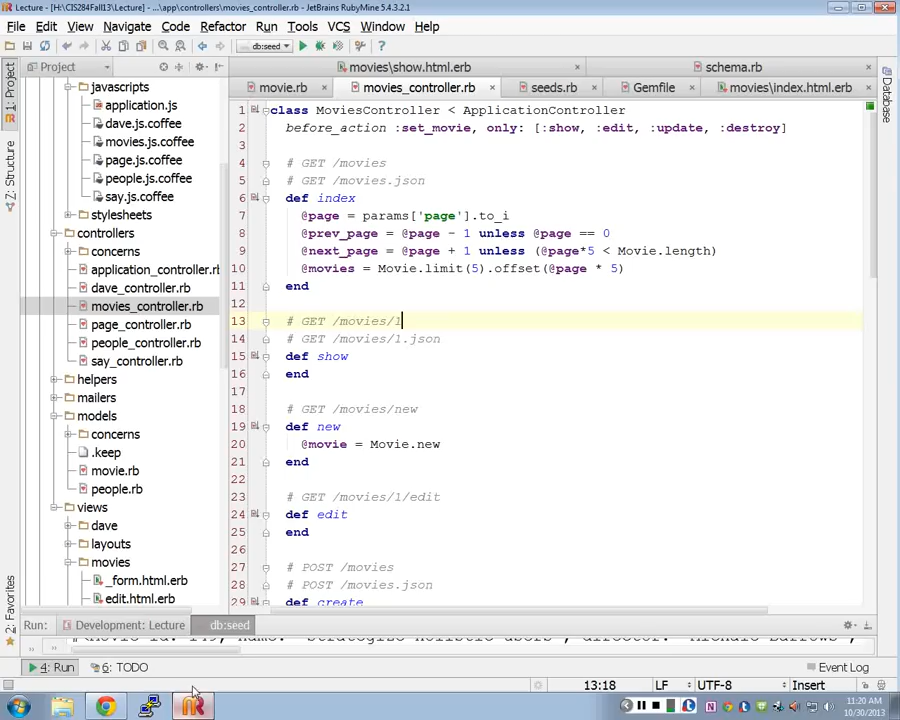 Lecture - [H:\CIS284Fall13\Lecture] - ...\app\controllers\movies_controller.rb - JetBrains RubyMine 5.4.3.2.1
File Edit View Navigate Code Refactor Run Tools VCS Window Help
db:seed
Project
movies\show.html.erb
schema.rb
movie.rb
movies_controller.rb
seeds.rb
Gemfile
movies\index.html.erb
1: Project
Z: Structure
2: Favorites
Database
javascripts
application.js
dave.js.coffee
movies.js.coffee
page.js.coffee
people.js.coffee
say.js.coffee
stylesheets
controllers
concerns
application_controller.rb
dave_controller.rb
movies_controller.rb
page_controller.rb
people_controller.rb
say_controller.rb
helpers
mailers
models
concerns
.keep
movie.rb
people.rb
views
dave
layouts
movies
_form.html.erb
edit.html.erb
1 class MoviesController < ApplicationController
2 before_action :set_movie, only: [:show, :edit, :update, :destroy]
3
4 # GET /movies
5 # GET /movies.json
6 def index
7 @page = params['page'].to_i
8 @prev_page = @page - 1 unless @page == 0
9 @next_page = @page + 1 unless (@page*5 < Movie.length)
10 @movies = Movie.limit(5).offset(@page * 5)
11 end
12
13 # GET /movies/1
14 # GET /movies/1.json
15 def show
16 end
17
18 # GET /movies/new
19 def new
20 @movie = Movie.new
21 end
22
23 # GET /movies/1/edit
24 def edit
25 end
26
27 # POST /movies
28 # POST /movies.json
29 def create
Run: Development: Lecture db:seed
4: Run 6: TODO Event Log
13:18 LF UTF-8 Insert
11:20 AM
10/30/2013